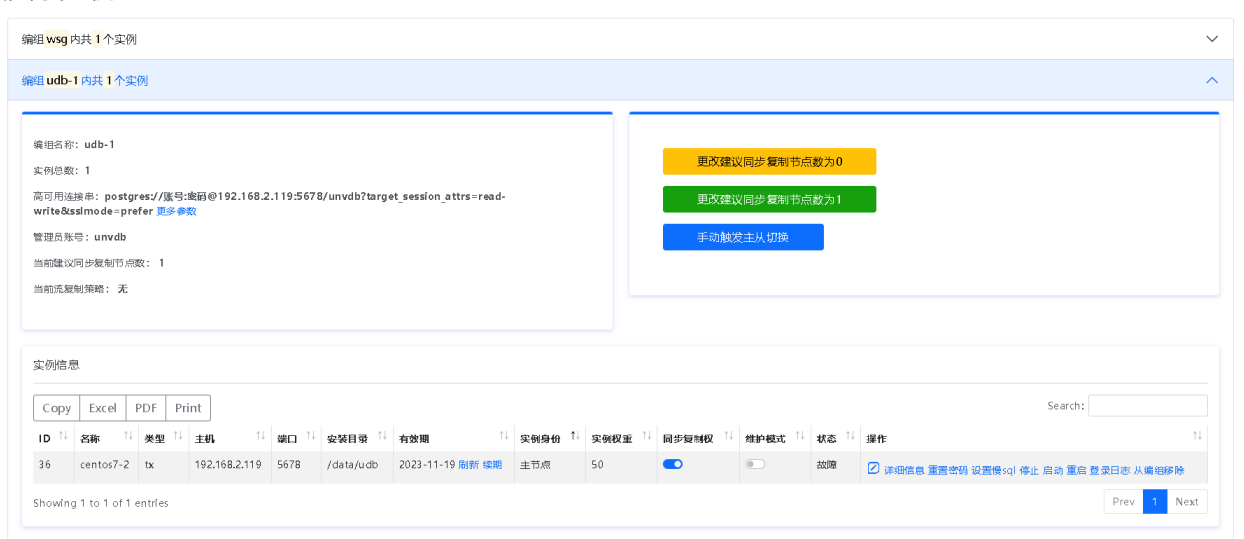 编组 wsg 内共 1 个实例
编组 udb-1 内共 1 个实例
编组名称：udb-1
实例总数：1
高可用连接串：postgres://账号:密码@192.168.2.119:5678/unvdb?target_session_attrs=read-
write&sslmode=prefer 更多参数
管理员账号：unvdb
当前建议同步复制节点数： 1
当前流复制策略： 无
更改建议同步复制节点数为0
更改建议同步复制节点数为1
手动触发主从切换
实例信息
Copy Excel PDF Print
Search:
ID 名称 类型 主机 端口 安装目录 有效期 实例身份 实例权重 同步复制权 维护模式 状态 操作
36 centos7-2 tx 192.168.2.119 5678 /data/udb 2023-11-19 刷新 续期 主节点 50 故障 详细信息 重置密码 设置慢sql 停止 启动 重启 登录日志 从编组移除
Showing 1 to 1 of 1 entries
Prev 1 Next